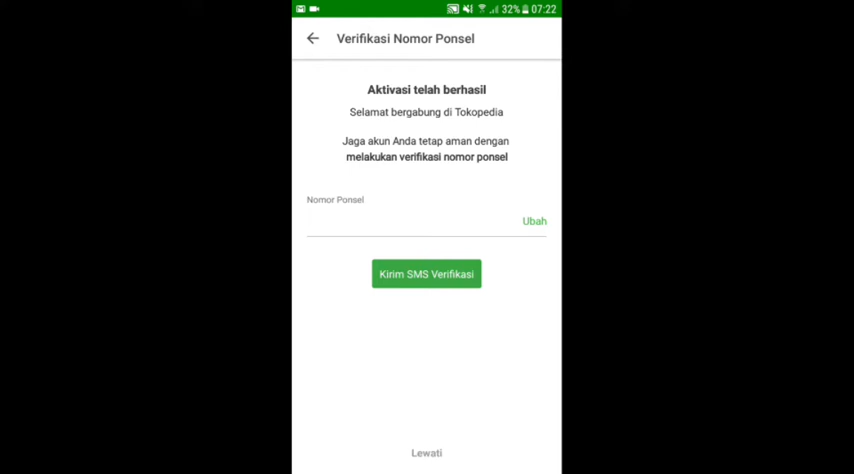 32% 07:22
Verifikasi Nomor Ponsel
Aktivasi telah berhasil
Selamat bergabung di Tokopedia
Jaga akun Anda tetap aman dengan
melakukan verifikasi nomor ponsel
Nomor Ponsel
Ubah
Kirim SMS Verifikasi
Lewati